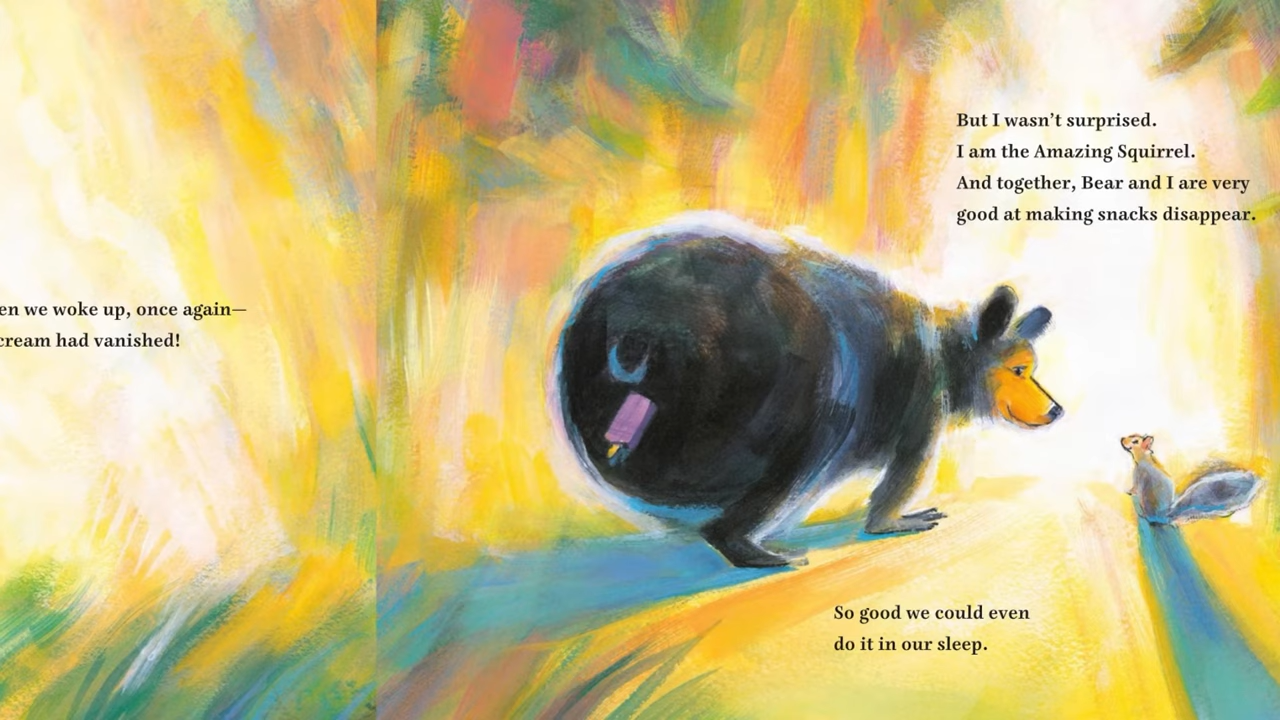 en we woke up, once again—
cream had vanished!
But I wasn’t surprised.
I am the Amazing Squirrel.
And together, Bear and I are very
good at making snacks disappear.
So good we could even
do it in our sleep.